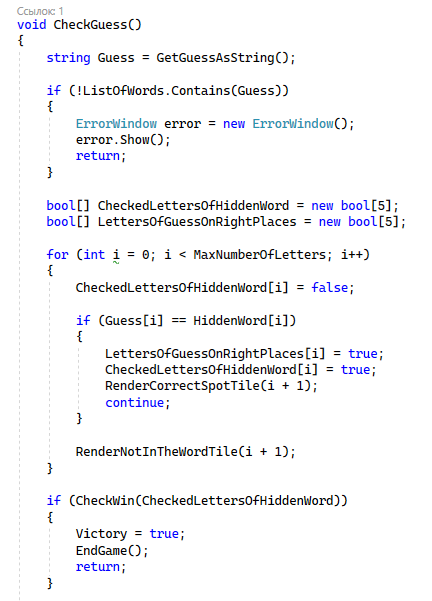 Ссылок: 1
void CheckGuess()
{
    string Guess = GetGuessAsString();

    if (!ListOfWords.Contains(Guess))
    {
        ErrorWindow error = new ErrorWindow();
        error.Show();
        return;
    }

    bool[] CheckedLettersOfHiddenWord = new bool[5];
    bool[] LettersOfGuessOnRightPlaces = new bool[5];

    for (int i = 0; i < MaxNumberOfLetters; i++)
    {
        CheckedLettersOfHiddenWord[i] = false;

        if (Guess[i] == HiddenWord[i])
        {
            LettersOfGuessOnRightPlaces[i] = true;
            CheckedLettersOfHiddenWord[i] = true;
            RenderCorrectSpotTile(i + 1);
            continue;
        }

        RenderNotInTheWordTile(i + 1);
    }

    if (CheckWin(CheckedLettersOfHiddenWord))
    {
        Victory = true;
        EndGame();
        return;
    }